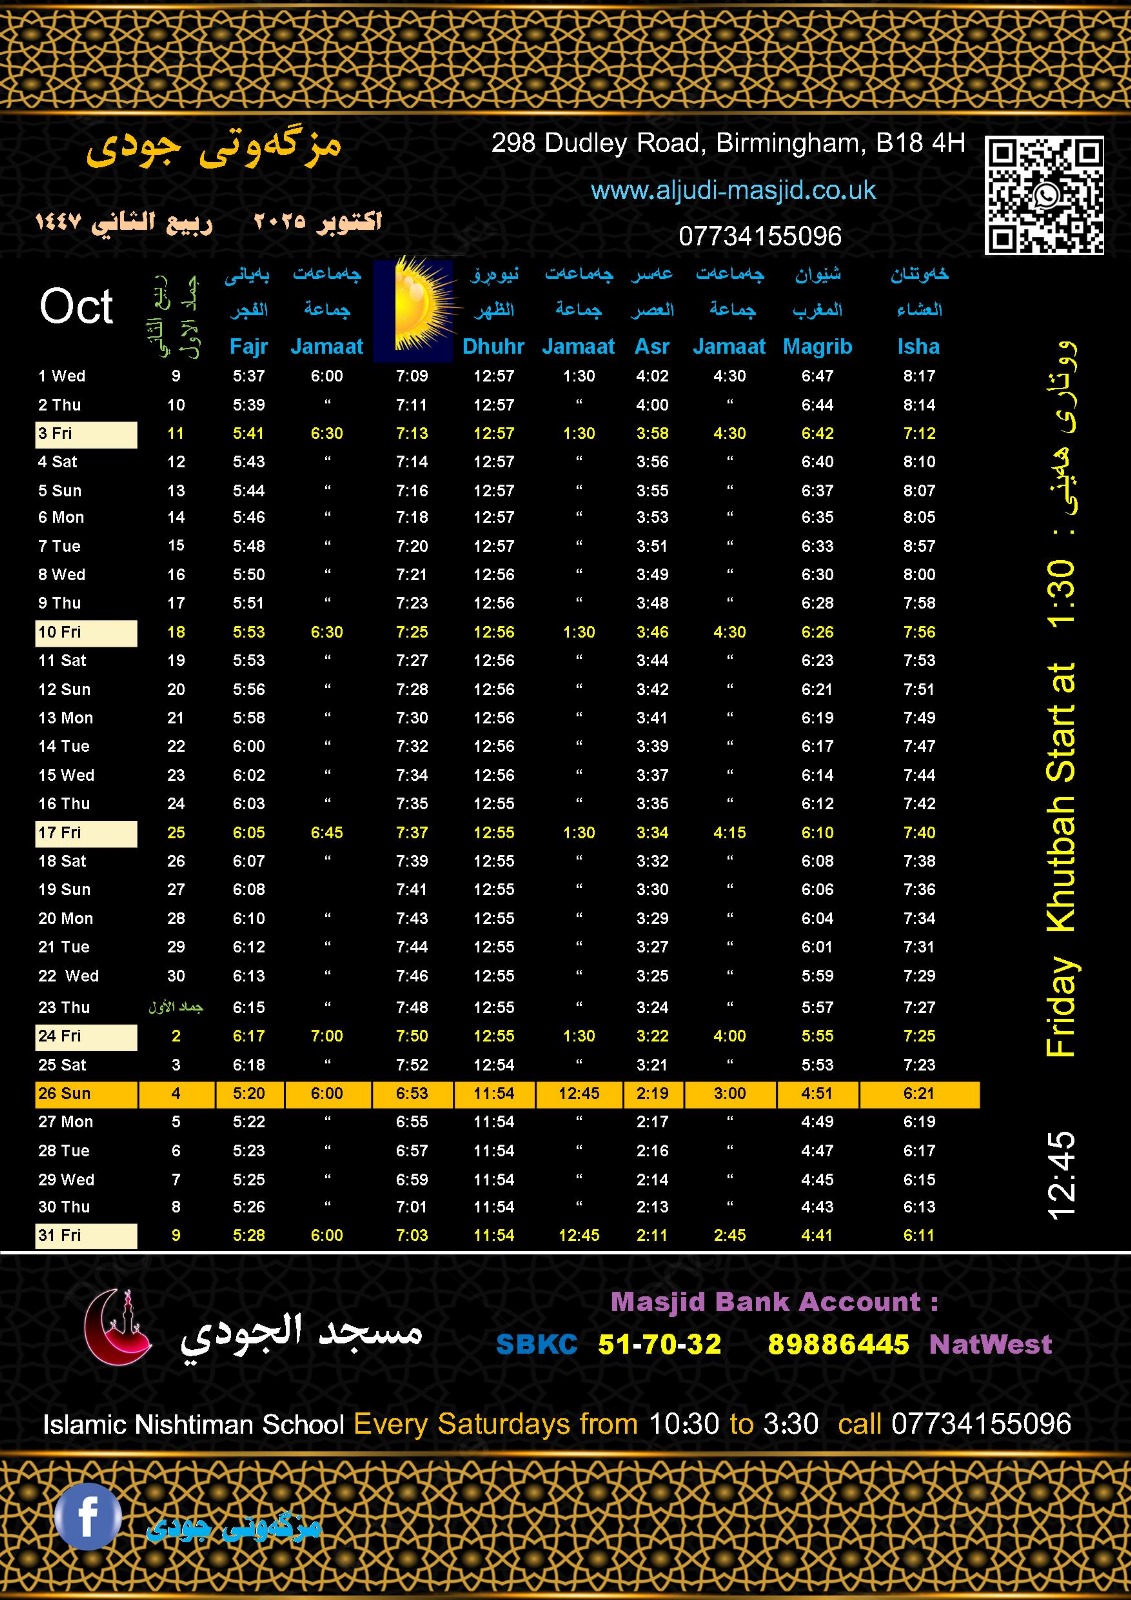 مزگەوتی جودی
298 Dudley Road, Birmingham, B18 4H
www.aljudi-masjid.co.uk
اکتوبر ٢٠٢٥ ربيع الثاني ١٤٤٧
07734155096
Oct
ربيع الثاني
جماد الاول
بەیانی جەماعەت نیوەڕۆ جەماعەت عەسر جەماعەت شێوان خەوتنان
الفجر جماعة الظهر جماعة العصر جماعة المغرب العشاء
Fajr Jamaat Dhuhr Jamaat Asr Jamaat Magrib Isha
1 Wed 9 5:37 6:00 7:09 12:57 1:30 4:02 4:30 6:47 8:17
2 Thu 10 5:39 “ 7:11 12:57 “ 4:00 “ 6:44 8:14
3 Fri 11 5:41 6:30 7:13 12:57 1:30 3:58 4:30 6:42 7:12
4 Sat 12 5:43 “ 7:14 12:57 “ 3:56 “ 6:40 8:10
5 Sun 13 5:44 “ 7:16 12:57 “ 3:55 “ 6:37 8:07
6 Mon 14 5:46 “ 7:18 12:57 “ 3:53 “ 6:35 8:05
7 Tue 15 5:48 “ 7:20 12:57 “ 3:51 “ 6:33 8:57
8 Wed 16 5:50 “ 7:21 12:56 “ 3:49 “ 6:30 8:00
9 Thu 17 5:51 “ 7:23 12:56 “ 3:48 “ 6:28 7:58
10 Fri 18 5:53 6:30 7:25 12:56 1:30 3:46 4:30 6:26 7:56
11 Sat 19 5:53 “ 7:27 12:56 “ 3:44 “ 6:23 7:53
12 Sun 20 5:56 “ 7:28 12:56 “ 3:42 “ 6:21 7:51
13 Mon 21 5:58 “ 7:30 12:56 “ 3:41 “ 6:19 7:49
14 Tue 22 6:00 “ 7:32 12:56 “ 3:39 “ 6:17 7:47
15 Wed 23 6:02 “ 7:34 12:56 “ 3:37 “ 6:14 7:44
16 Thu 24 6:03 “ 7:35 12:55 “ 3:35 “ 6:12 7:42
17 Fri 25 6:05 6:45 7:37 12:55 1:30 3:34 4:15 6:10 7:40
18 Sat 26 6:07 “ 7:39 12:55 “ 3:32 “ 6:08 7:38
19 Sun 27 6:08 7:41 12:55 “ 3:30 “ 6:06 7:36
20 Mon 28 6:10 “ 7:43 12:55 “ 3:29 “ 6:04 7:34
21 Tue 29 6:12 “ 7:44 12:55 “ 3:27 “ 6:01 7:31
22 Wed 30 6:13 “ 7:46 12:55 “ 3:25 “ 5:59 7:29
23 Thu جماد الأول 6:15 “ 7:48 12:55 “ 3:24 “ 5:57 7:27
24 Fri 2 6:17 7:00 7:50 12:55 1:30 3:22 4:00 5:55 7:25
25 Sat 3 6:18 “ 7:52 12:54 “ 3:21 “ 5:53 7:23
26 Sun 4 5:20 6:00 6:53 11:54 12:45 2:19 3:00 4:51 6:21
27 Mon 5 5:22 “ 6:55 11:54 “ 2:17 “ 4:49 6:19
28 Tue 6 5:23 “ 6:57 11:54 “ 2:16 “ 4:47 6:17
29 Wed 7 5:25 “ 6:59 11:54 “ 2:14 “ 4:45 6:15
30 Thu 8 5:26 “ 7:01 11:54 “ 2:13 “ 4:43 6:13
31 Fri 9 5:28 6:00 7:03 11:54 12:45 2:11 2:45 4:41 6:11
12:45 Friday Khutbah Start at 1:30 : ووتاری هەینی
مسجد الجودي
Masjid Bank Account :
SBKC 51-70-32 89886445 NatWest
Islamic Nishtiman School Every Saturdays from 10:30 to 3:30 call 07734155096
f مزگەوتی جودی